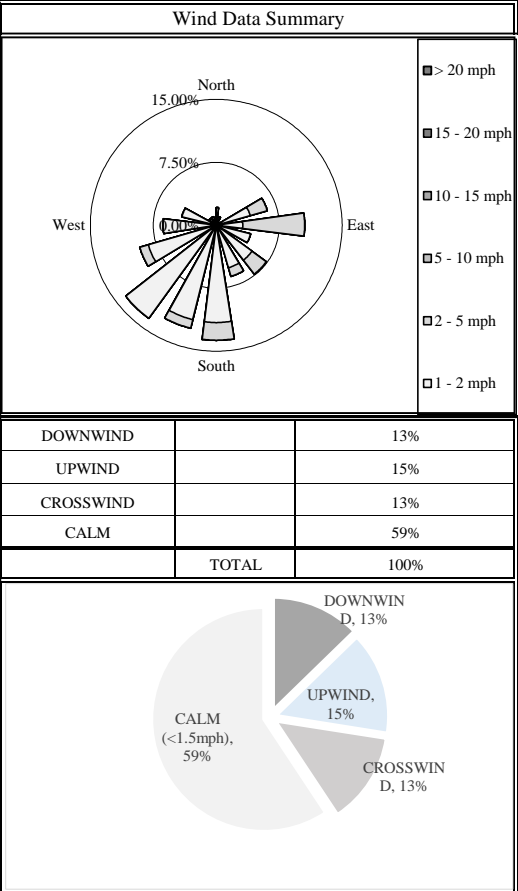 Wind Data Summary
North
15.00%
7.50%
West
0.00%
East
South
> 20 mph
15 - 20 mph
10 - 15 mph
5 - 10 mph
2 - 5 mph
1 - 2 mph
DOWNWIND 13%
UPWIND 15%
CROSSWIND 13%
CALM 59%
TOTAL 100%
DOWNWIN
D, 13%
UPWIND,
15%
CALM
(<1.5mph),
59%
CROSSWIN
D, 13%